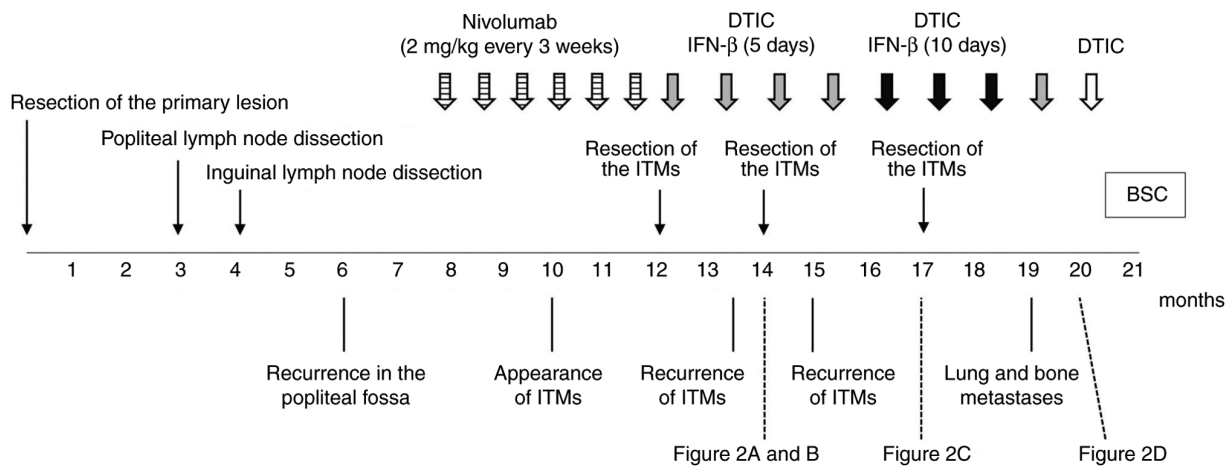 Nivolumab
(2 mg/kg every 3 weeks)
DTIC
IFN-β (5 days)
DTIC
IFN-β (10 days)
DTIC
Resection of the primary lesion
Popliteal lymph node dissection
Inguinal lymph node dissection
Resection of
the ITMs
Resection of
the ITMs
Resection of
the ITMs
BSC
1 2 3 4 5 6 7 8 9 10 11 12 13 14 15 16 17 18 19 20 21
months
Recurrence in the
popliteal fossa
Appearance
of ITMs
Recurrence
of ITMs
Recurrence
of ITMs
Lung and bone
metastases
Figure 2A and B
Figure 2C
Figure 2D